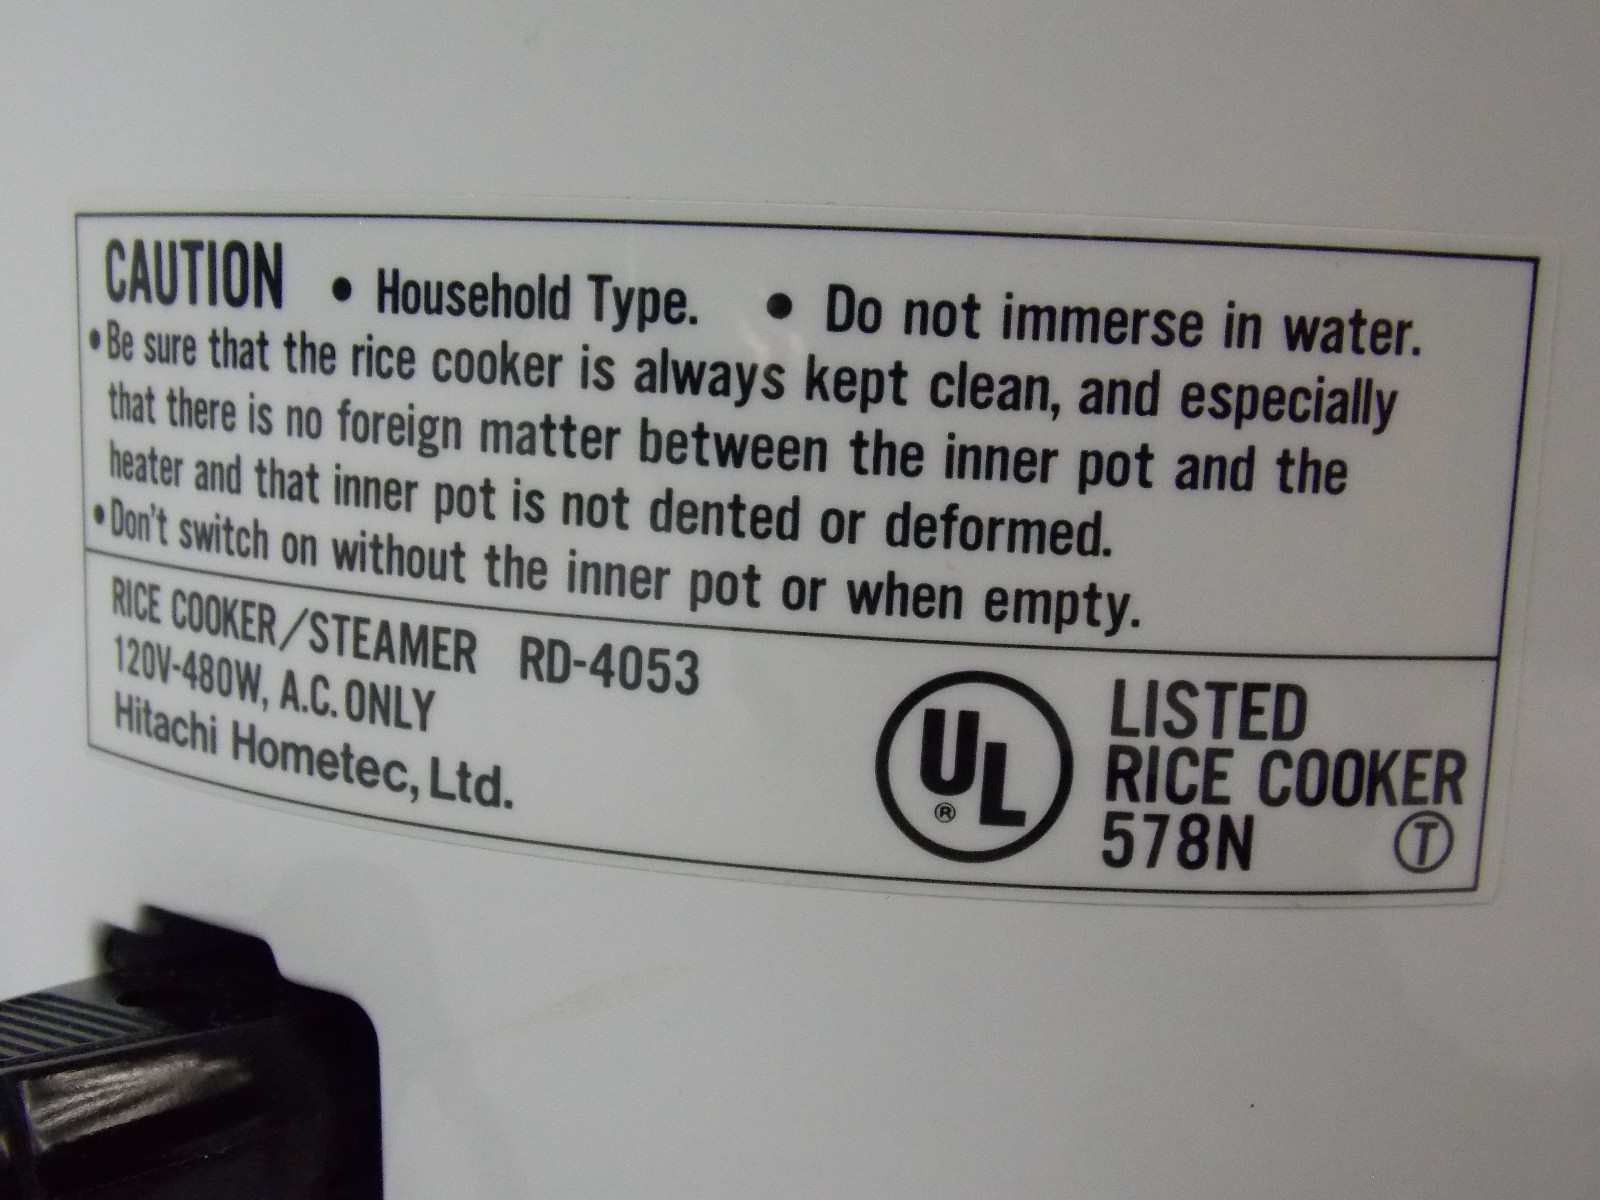 CAUTION • Household Type. • Do not immerse in water.
• Be sure that the rice cooker is always kept clean, and especially
that there is no foreign matter between the inner pot and the
heater and that inner pot is not dented or deformed.
• Don't switch on without the inner pot or when empty.
RICE COOKER/STEAMER RD-4053
120V-480W, A.C. ONLY
Hitachi Hometec, Ltd.
UL ®
LISTED
RICE COOKER
578N Ⓣ